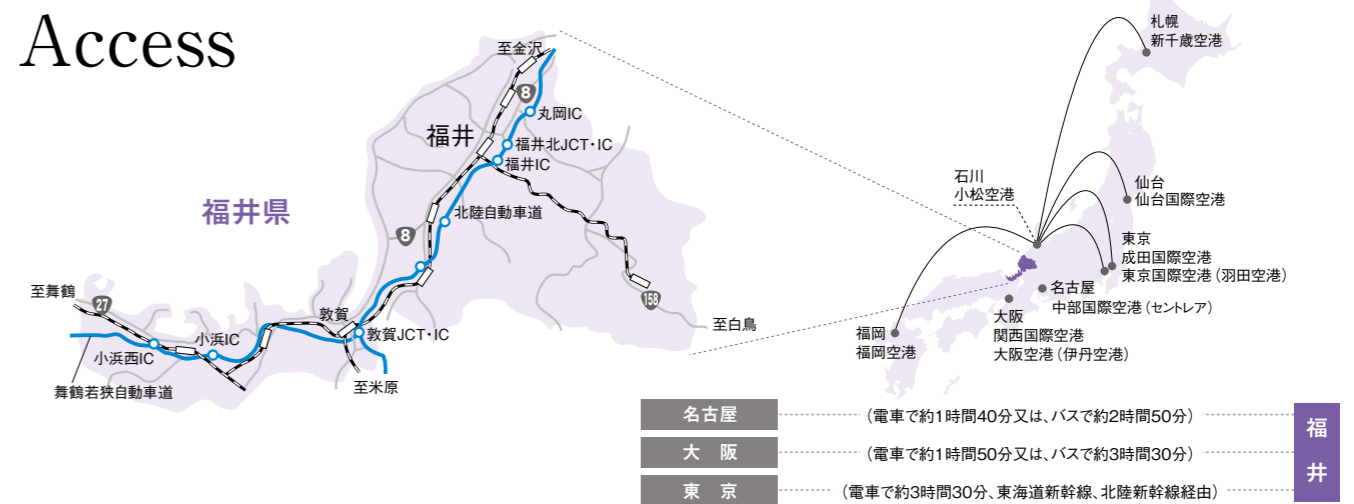 Access
至金沢
8
丸岡IC
福井
福井北JCT・IC
福井IC
福井県
北陸自動車道
8
158
至白鳥
至舞鶴
27
敦賀
敦賀JCT・IC
小浜IC
小浜西IC
舞鶴若狭自動車道
至米原
札幌
新千歳空港
石川
小松空港
仙台
仙台国際空港
東京
成田国際空港
東京国際空港（羽田空港）
名古屋
中部国際空港（セントレア）
大阪
関西国際空港
大阪空港（伊丹空港）
福岡
福岡空港
名古屋 （電車で約1時間40分又は、バスで約2時間50分）
大 阪 （電車で約1時間50分又は、バスで約3時間30分）
東 京 （電車で約3時間30分、東海道新幹線、北陸新幹線経由）
福井